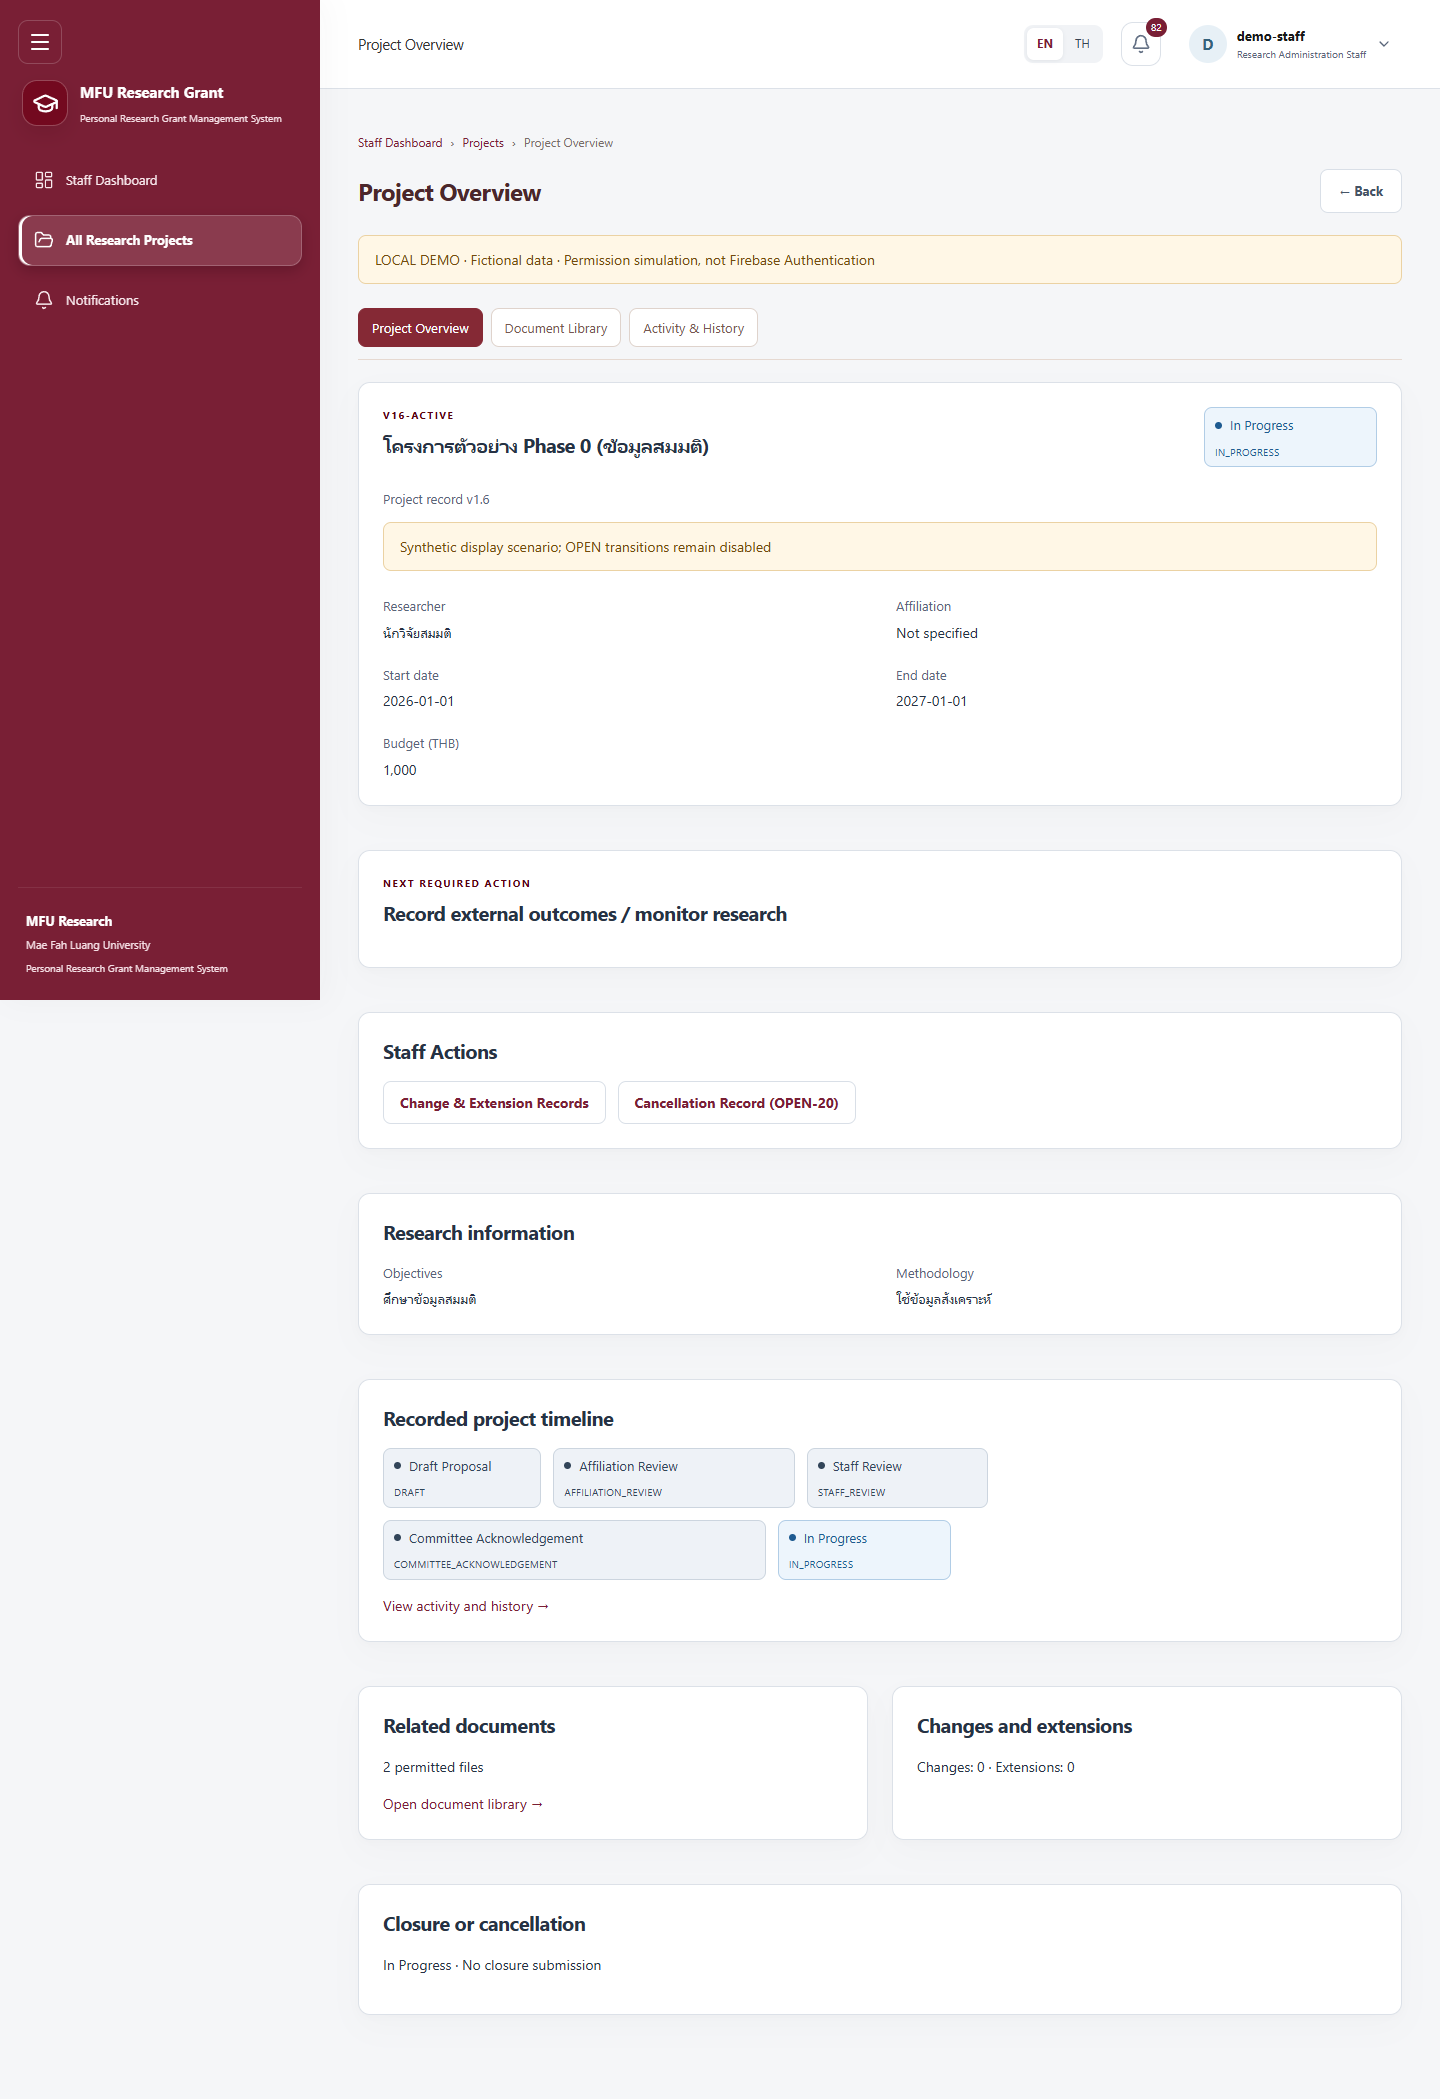 Project Overview
EN TH
82
D
demo-staff
Research Administration Staff
MFU Research Grant
Personal Research Grant Management System
Staff Dashboard
All Research Projects
Notifications
MFU Research
Mae Fah Luang University
Personal Research Grant Management System
Staff Dashboard › Projects › Project Overview
Project Overview
← Back
LOCAL DEMO · Fictional data · Permission simulation, not Firebase Authentication
Project Overview
Document Library
Activity & History
V16-ACTIVE
โครงการตัวอย่าง Phase 0 (ข้อมูลสมมติ)
In Progress
IN_PROGRESS
Project record v1.6
Synthetic display scenario; OPEN transitions remain disabled
Researcher
นักวิจัยสมมติ
Affiliation
Not specified
Start date
2026-01-01
End date
2027-01-01
Budget (THB)
1,000
NEXT REQUIRED ACTION
Record external outcomes / monitor research
Staff Actions
Change & Extension Records
Cancellation Record (OPEN-20)
Research information
Objectives
ศึกษาข้อมูลสมมติ
Methodology
ใช้ข้อมูลสังเคราะห์
Recorded project timeline
Draft Proposal
DRAFT
Affiliation Review
AFFILIATION_REVIEW
Staff Review
STAFF_REVIEW
Committee Acknowledgement
COMMITTEE_ACKNOWLEDGEMENT
In Progress
IN_PROGRESS
View activity and history →
Related documents
2 permitted files
Open document library →
Changes and extensions
Changes: 0 · Extensions: 0
Closure or cancellation
In Progress · No closure submission